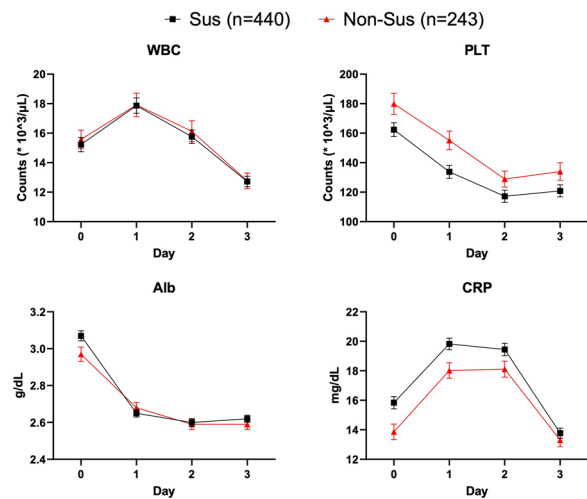 Sus (n=440) Non-Sus (n=243)
WBC
Counts (* 10^3/μL)
20
18
16
14
12
10
0 1 2 3
Day
PLT
Counts (* 10^3/μL)
200
180
160
140
120
100
0 1 2 3
Day
Alb
g/dL
3.2
3.0
2.8
2.6
2.4
0 1 2 3
Day
CRP
mg/dL
22
20
18
16
14
12
0 1 2 3
Day